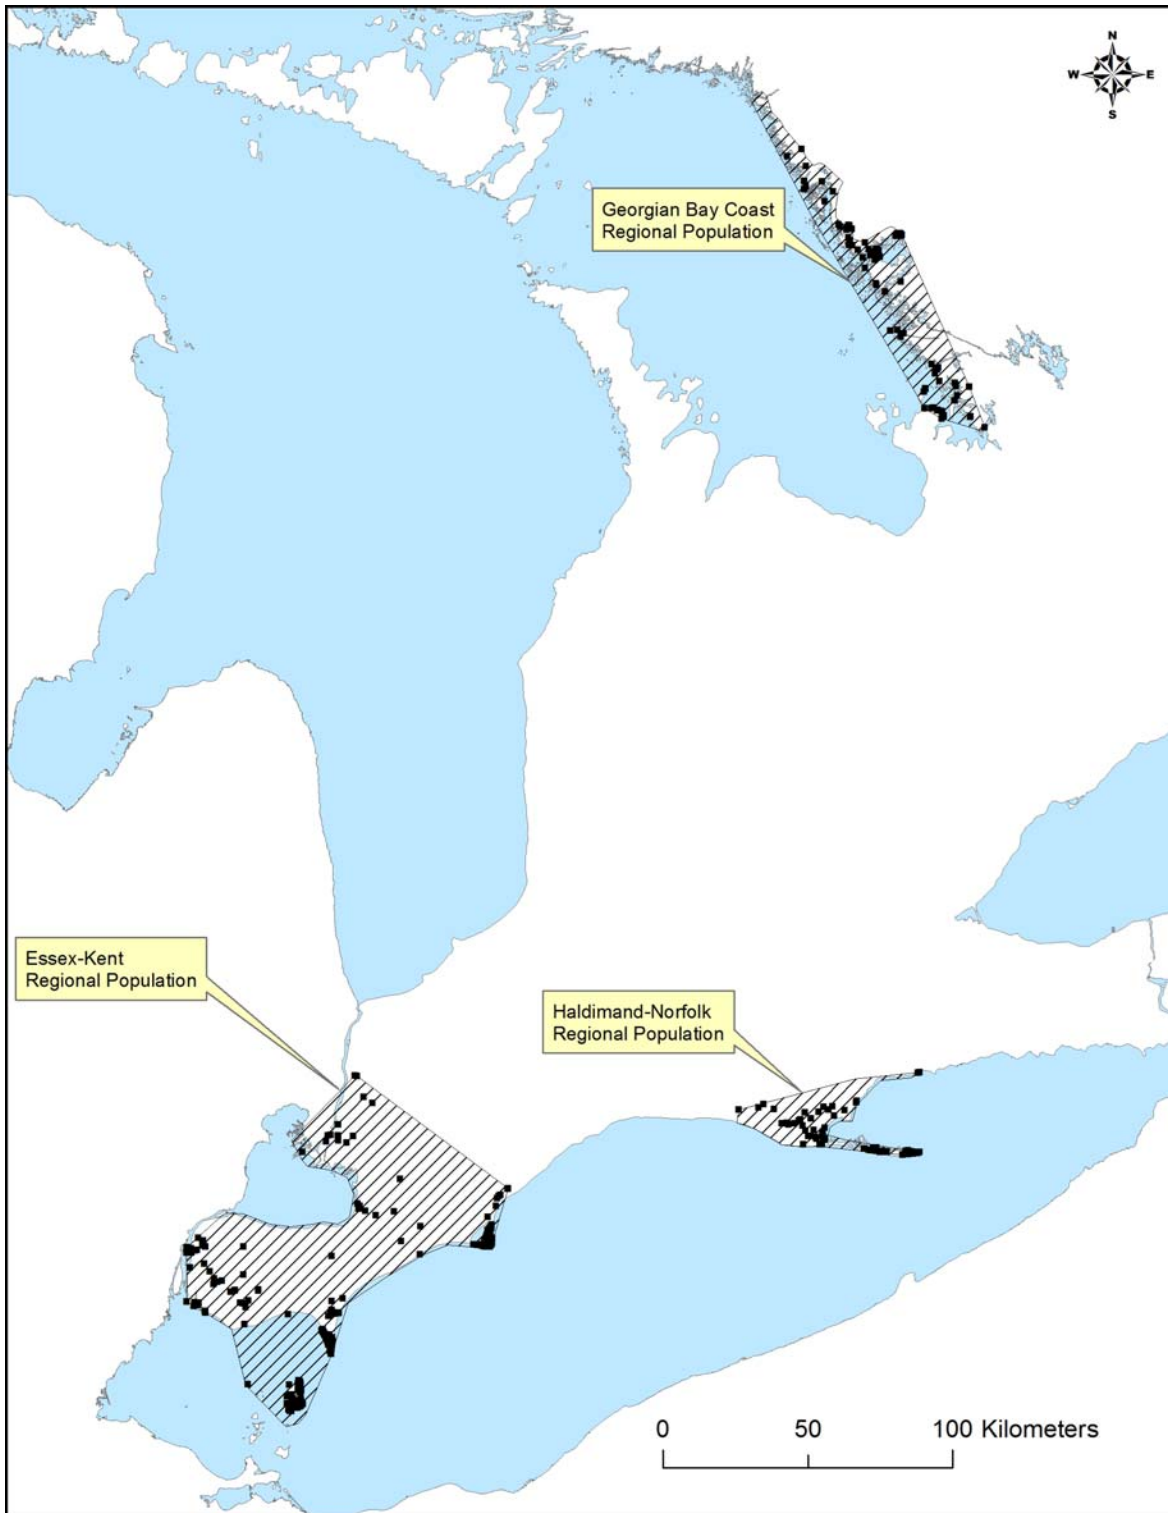 N
W E
S
Georgian Bay Coast
Regional Population
Essex-Kent
Regional Population
Haldimand-Norfolk
Regional Population
0 50 100 Kilometers